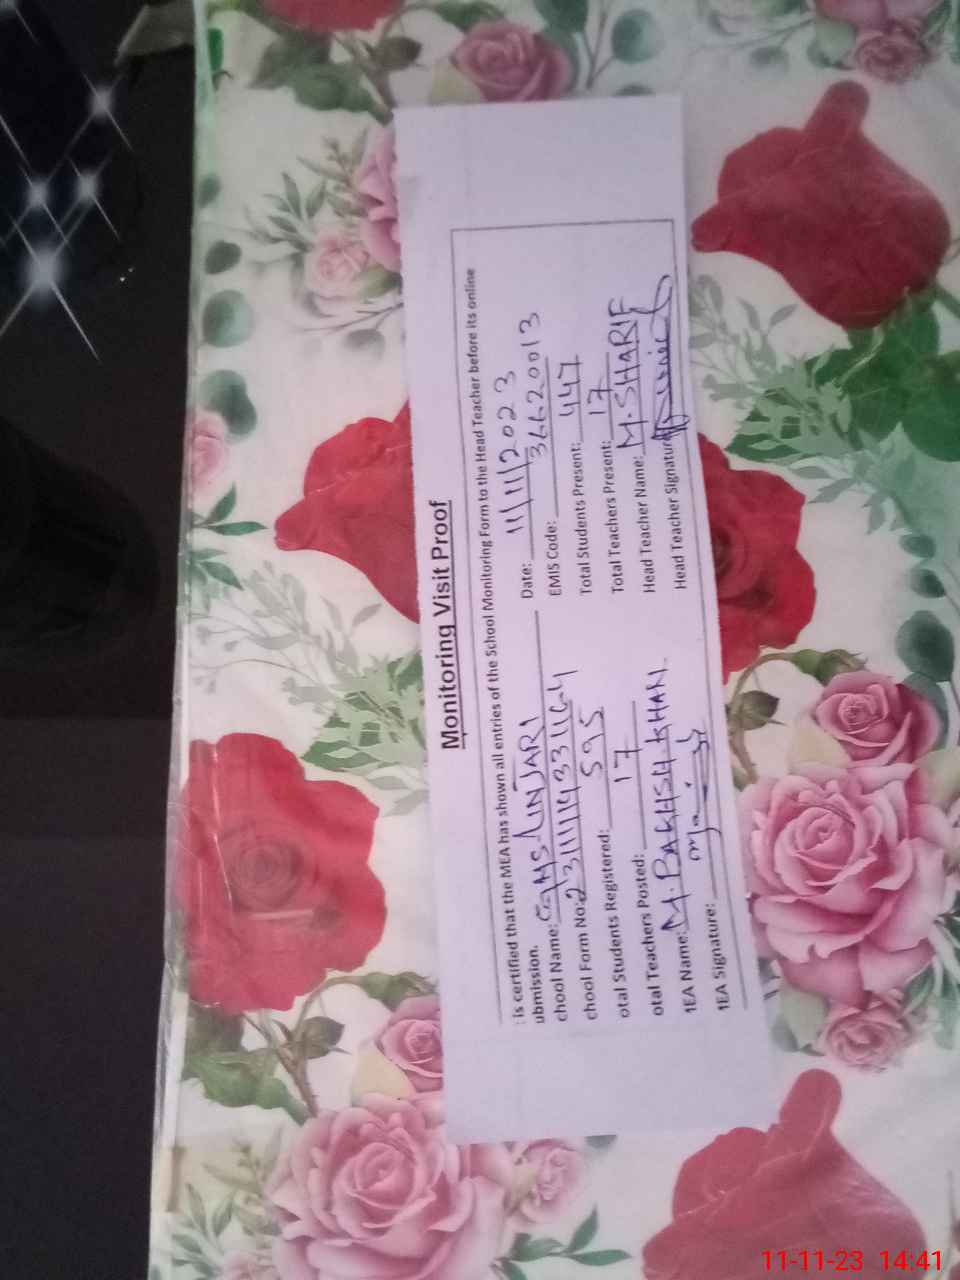 Monitoring Visit Proof
is certified that the MEA has shown all entries of the School Monitoring Form to the Head Teacher before its online
ubmission.
Date: 11/11/2023
chool Name: GMS LINJARI
EMIS Code: 36620013
chool Form No:
Total Students Present: 447
otal Students Registered: 595
Total Teachers Present: 17
otal Teachers Posted: 17
Head Teacher Name: M. SHARIF
1EA Name: M. BAKHSH KHAN
Head Teacher Signature
1EA Signature:
11-11-23 14:41